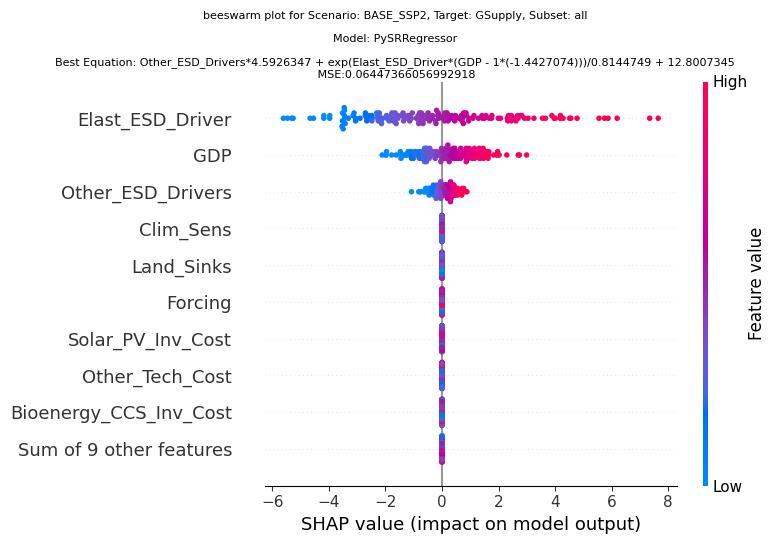 beeswarm plot for Scenario: BASE_SSP2, Target: GSupply, Subset: all
Model: PySRRegressor
Best Equation: Other_ESD_Drivers*4.5926347 + exp(Elast_ESD_Driver*(GDP - 1*(-1.4427074)))/0.8144749 + 12.8007345
MSE:0.06447366056992918
High
Elast_ESD_Driver
GDP
Other_ESD_Drivers
Clim_Sens
Land_Sinks
Forcing
Solar_PV_Inv_Cost
Other_Tech_Cost
Bioenergy_CCS_Inv_Cost
Sum of 9 other features
Feature value
Low
−6 −4 −2 0 2 4 6 8
SHAP value (impact on model output)